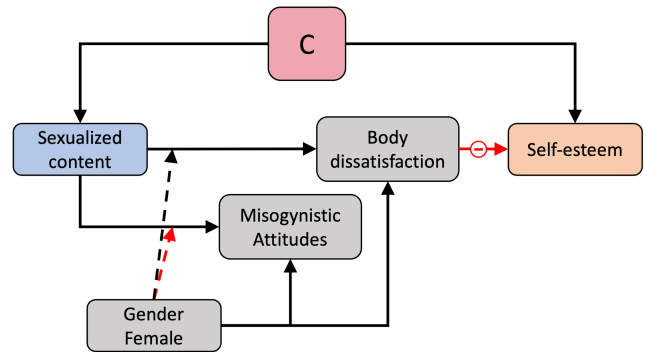 C
Sexualized
content
Body
dissatisfaction
Self-esteem
Misogynistic
Attitudes
Gender
Female